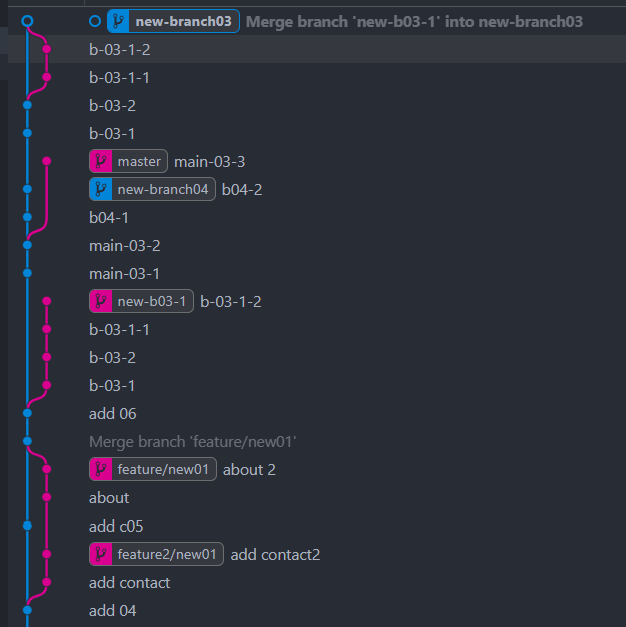 new-branch03 Merge branch 'new-b03-1' into new-branch03
b-03-1-2
b-03-1-1
b-03-2
b-03-1
master main-03-3
new-branch04 b04-2
b04-1
main-03-2
main-03-1
new-b03-1 b-03-1-2
b-03-1-1
b-03-2
b-03-1
add 06
Merge branch 'feature/new01'
feature/new01 about 2
about
add c05
feature2/new01 add contact2
add contact
add 04